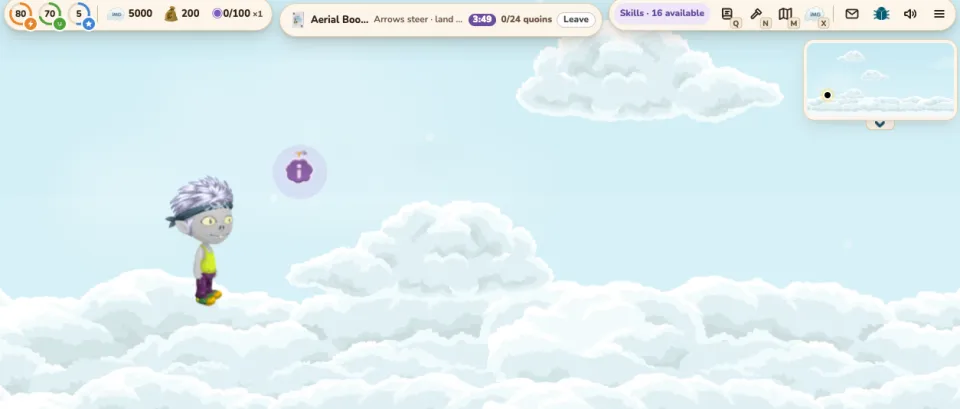 80 70 5 5000 200 0/100 ×1
Aerial Boo... Arrows steer · land ... 3:49 0/24 quoins Leave
Skills · 16 available Q N M X
i